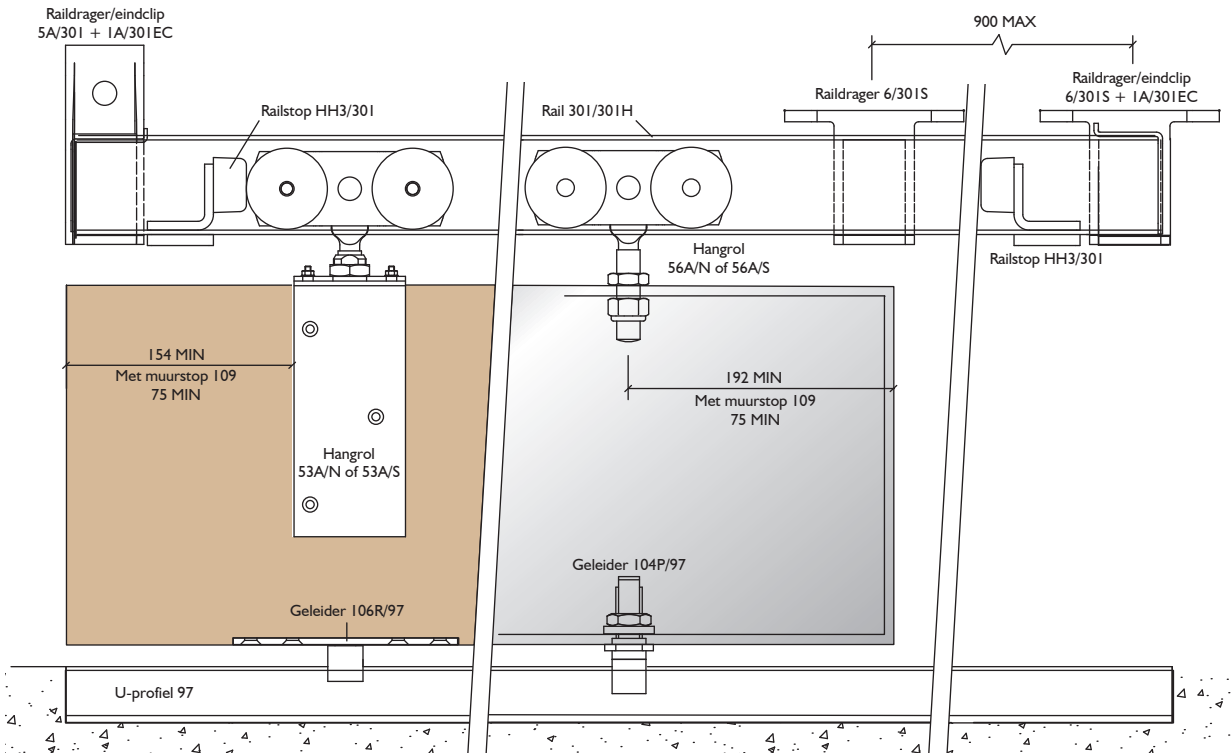 Raildrager/eindclip
5A/301 + 1A/301EC
900 MAX
Railstop HH3/301
Rail 301/301H
Raildrager 6/301S
Raildrager/eindclip
6/301S + 1A/301EC
Hangrol
56A/N of 56A/S
Railstop HH3/301
154 MIN
Met muurstop 109
75 MIN
192 MIN
Met muurstop 109
75 MIN
Hangrol
53A/N of 53A/S
Geleider 104P/97
Geleider 106R/97
U-profiel 97